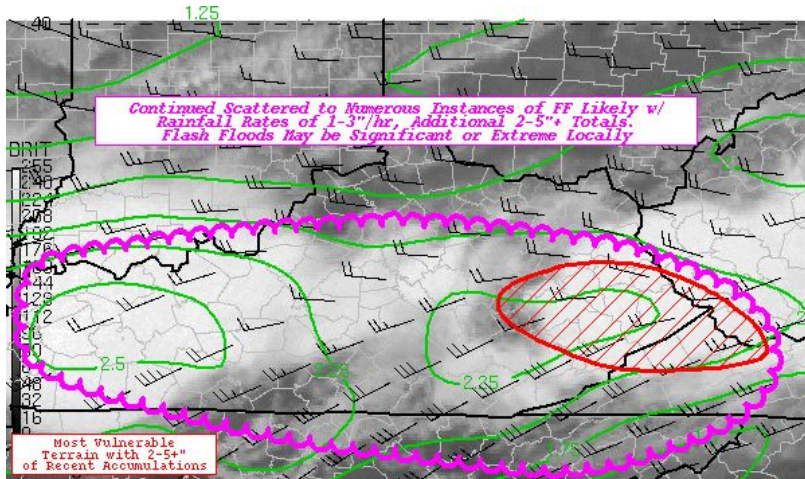 1.25
40
Continued Scattered to Numerous Instances of FF Likely w/
Rainfall Rates of 1-3"/hr, Additional 2-5"+ Totals.
Flash Floods May be Significant or Extreme Locally
2.5
2.25
Most Vulnerable
Terrain with 2-5+"
of Recent Accumulations